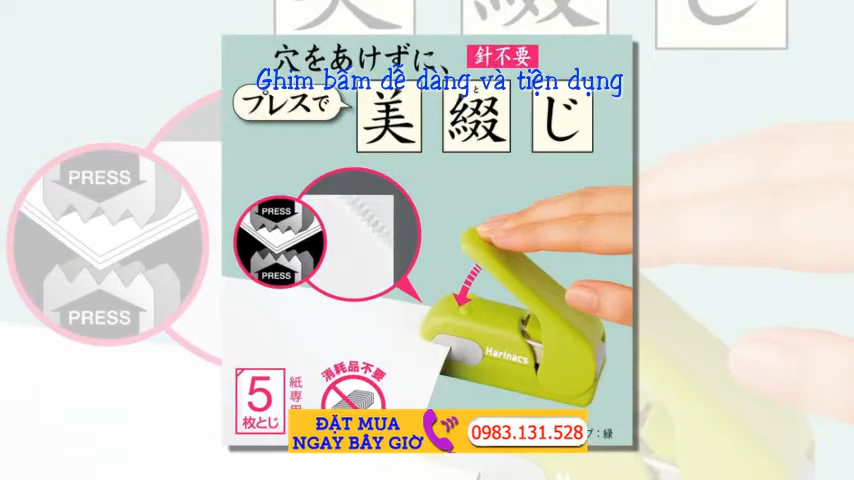 穴をあけずに、
針不要
Ghim bấm dễ dàng và tiện dụng
プレスで
美綴じ
PRESS
PRESS
PRESS
PRESS
Harinacs
5
枚とじ
紙専用
消耗品不要
ĐẶT MUA
NGAY BÂY GIỜ
0983.131.528
プ：緑